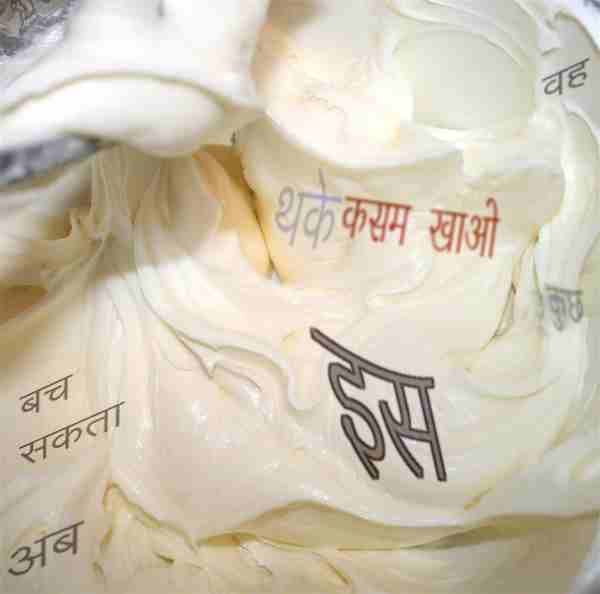 वह
थके कसम खाओ
कुछ
इस
बच
सकता
अब